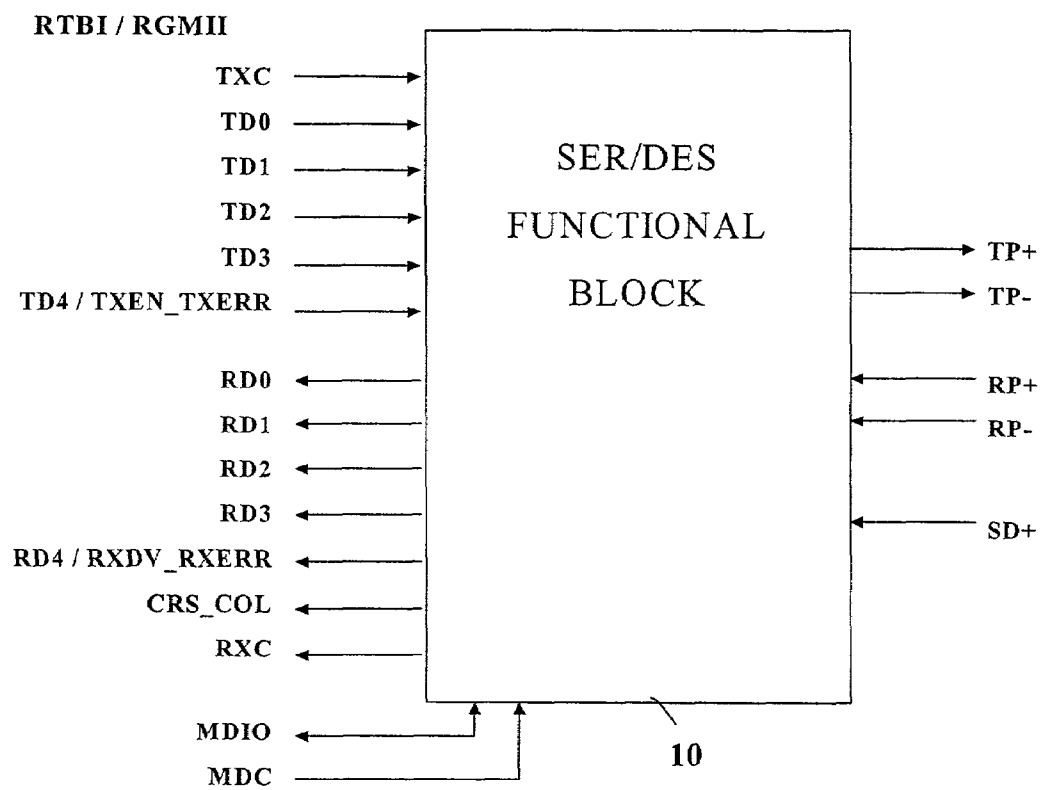 RTBI / RGMII
TXC
TD0
TD1
TD2
TD3
TD4 / TXEN_TXERR
RD0
RD1
RD2
RD3
RD4 / RXDV_RXERR
CRS_COL
RXC
MDIO
MDC
SER/DES
FUNCTIONAL
BLOCK
TP+
TP-
RP+
RP-
SD+
10